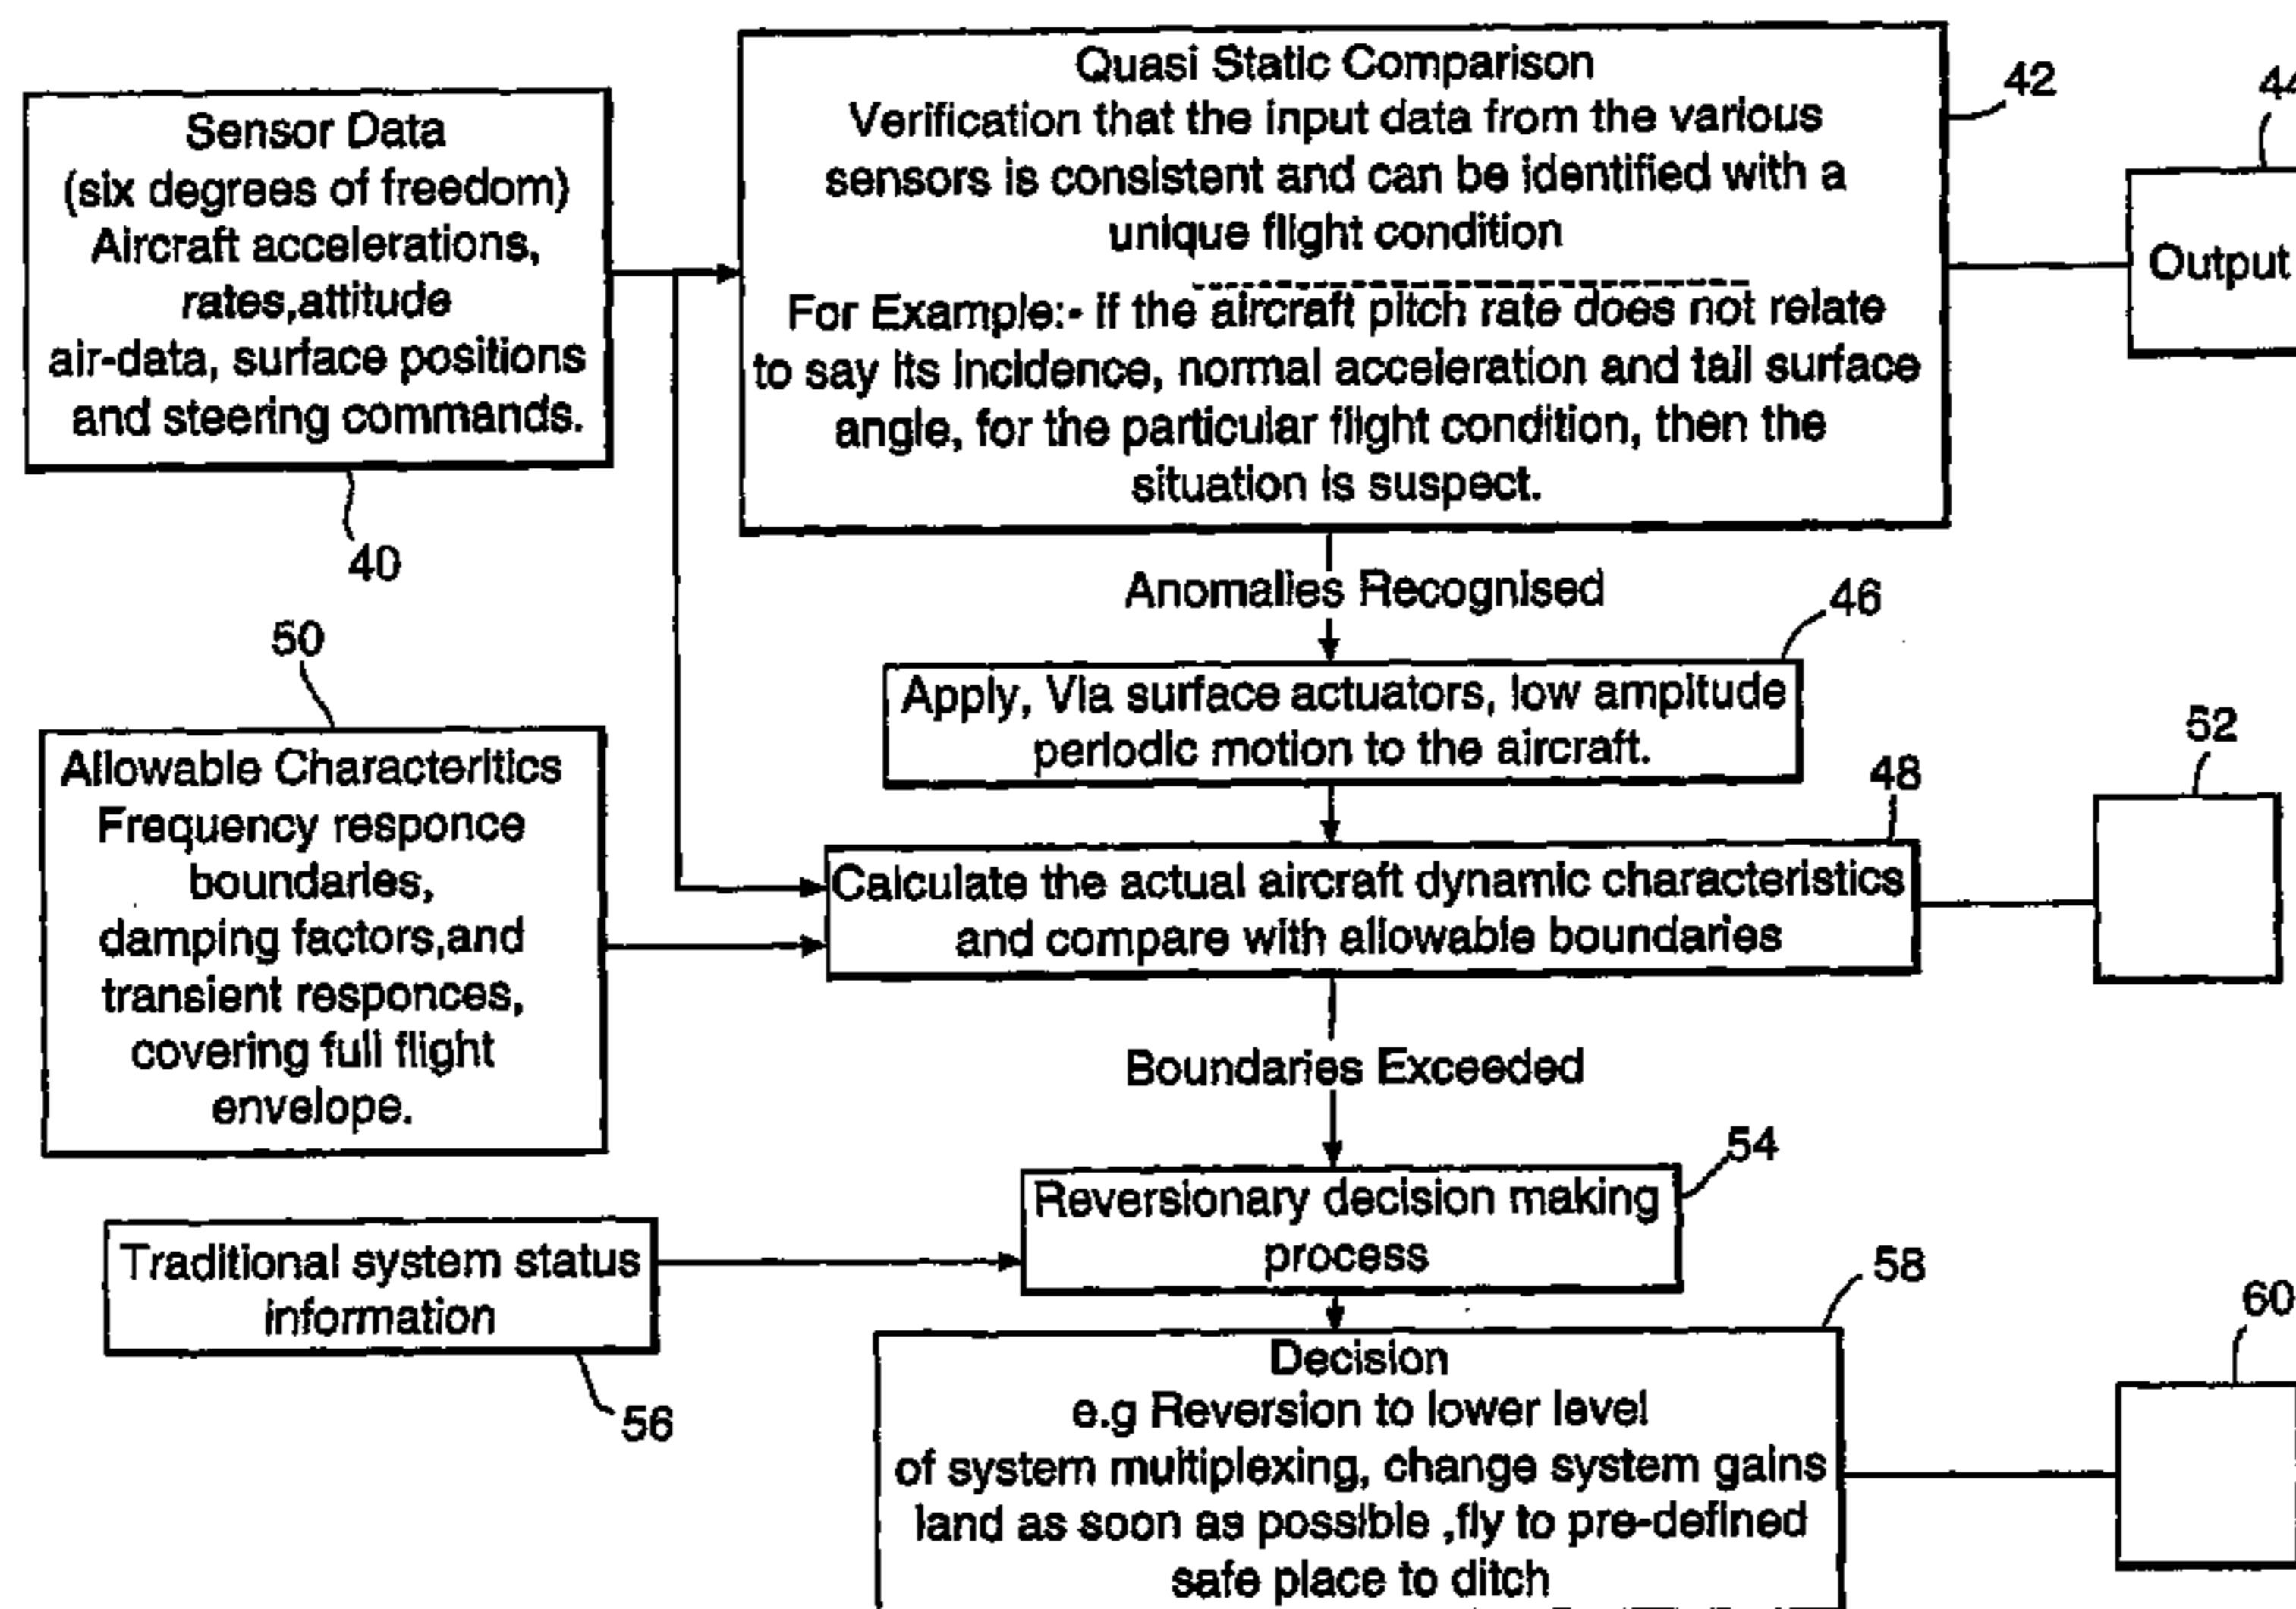 Sensor Data
(six degrees of freedom)
Aircraft accelerations,
rates,attitude
air-data, surface positions
and steering commands.
40
Quasi Static Comparison
Verification that the input data from the various
sensors is consistent and can be identified with a
unique flight condition
For Example:- if the aircraft pitch rate does not relate
to say its incidence, normal acceleration and tail surface
angle, for the particular flight condition, then the
situation is suspect.
42
44
Output
Anomalies Recognised
46
Apply, Via surface actuators, low ampitude
periodic motion to the aircraft.
50
Allowable Characteritics
Frequency responce
boundaries,
damping factors,and
transient responces,
covering full flight
envelope.
48
Calculate the actual aircraft dynamic characteristics
and compare with allowable boundaries
52
Boundaries Exceeded
54
Reversionary decision making
process
Traditional system status
information
56
58
Decision
e.g Reversion to lower level
of system multiplexing, change system gains
land as soon as possible ,fly to pre-defined
safe place to ditch
60